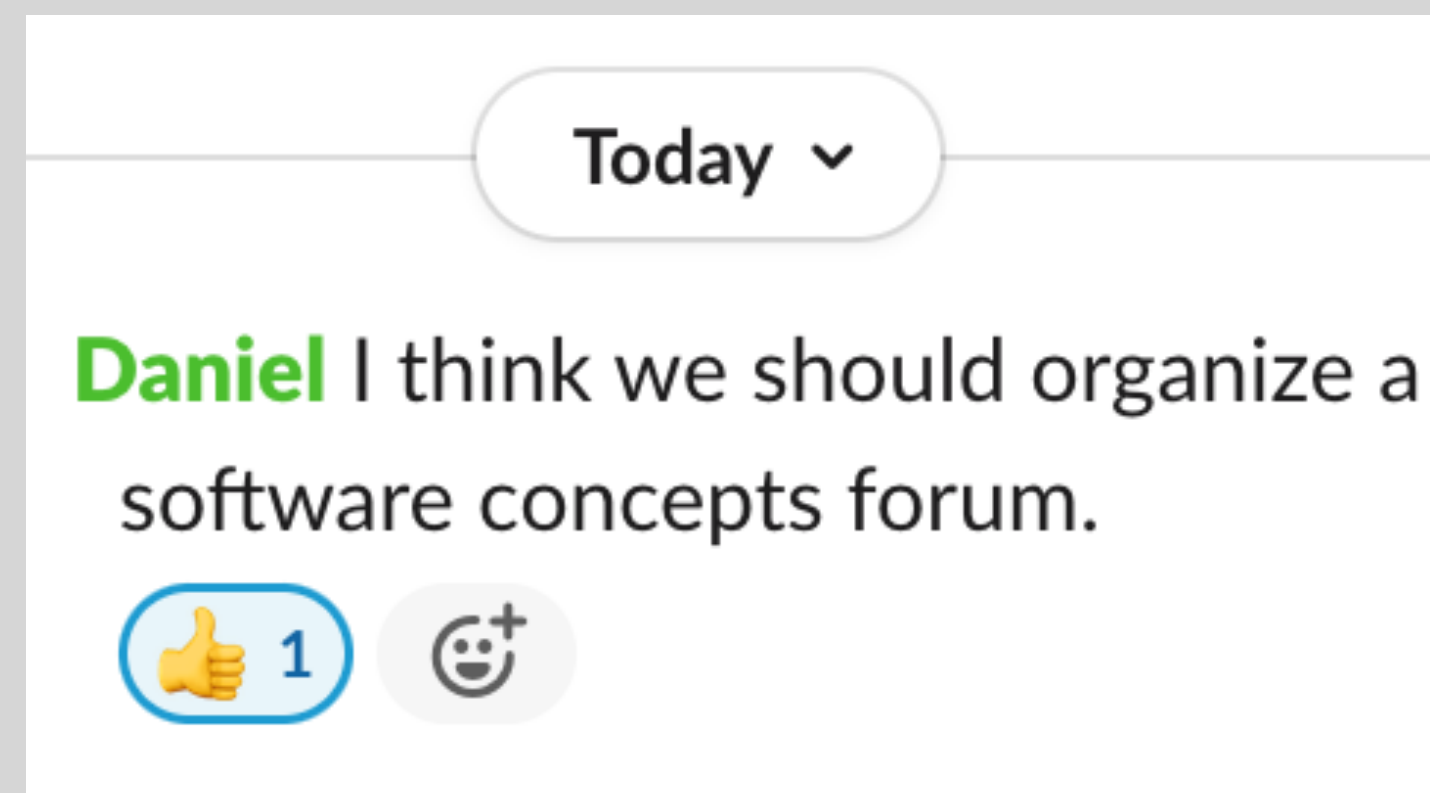 Today
Daniel I think we should organize a
software concepts forum.
👍 1